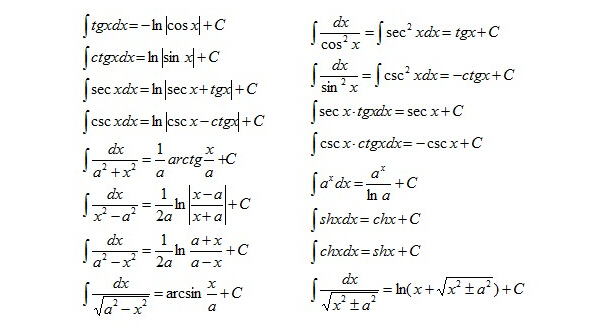 ∫tgxdx=−ln|cos x|+C
∫ctgxdx=ln|sin x|+C
∫sec xdx=ln|sec x+tgx|+C
∫csc xdx=ln|csc x−ctgx|+C
∫dx/(a²+x²)=(1/a)arctg(x/a)+C
∫dx/(x²−a²)=(1/2a)ln|(x−a)/(x+a)|+C
∫dx/(a²−x²)=(1/2a)ln (a+x)/(a−x)+C
∫dx/√(a²−x²)=arcsin (x/a)+C
∫dx/cos² x=∫sec² xdx=tgx+C
∫dx/sin² x=∫csc² xdx=−ctgx+C
∫sec x·tgxdx=sec x+C
∫csc x·ctgxdx=−csc x+C
∫aˣdx=aˣ/ln a+C
∫shxdx=chx+C
∫chxdx=shx+C
∫dx/√(x²±a²)=ln(x+√(x²±a²))+C